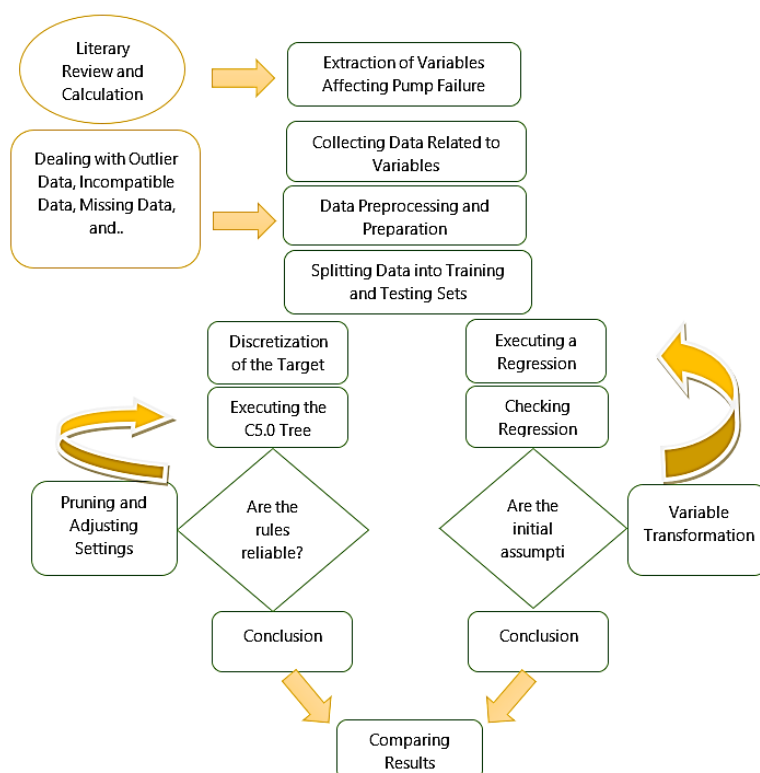 Literary
Review and
Calculation
Extraction of Variables
Affecting Pump Failure
Dealing with Outlier
Data, Incompatible
Data, Missing Data,
and..
Collecting Data Related to
Variables
Data Preprocessing and
Preparation
Splitting Data into Training
and Testing Sets
Discretization
of the Target
Executing the
C5.0 Tree
Are the
rules
reliable?
Pruning and
Adjusting
Settings
Conclusion
Executing a
Regression
Checking
Regression
Are the
initial
assumpti
Variable
Transformation
Conclusion
Comparing
Results